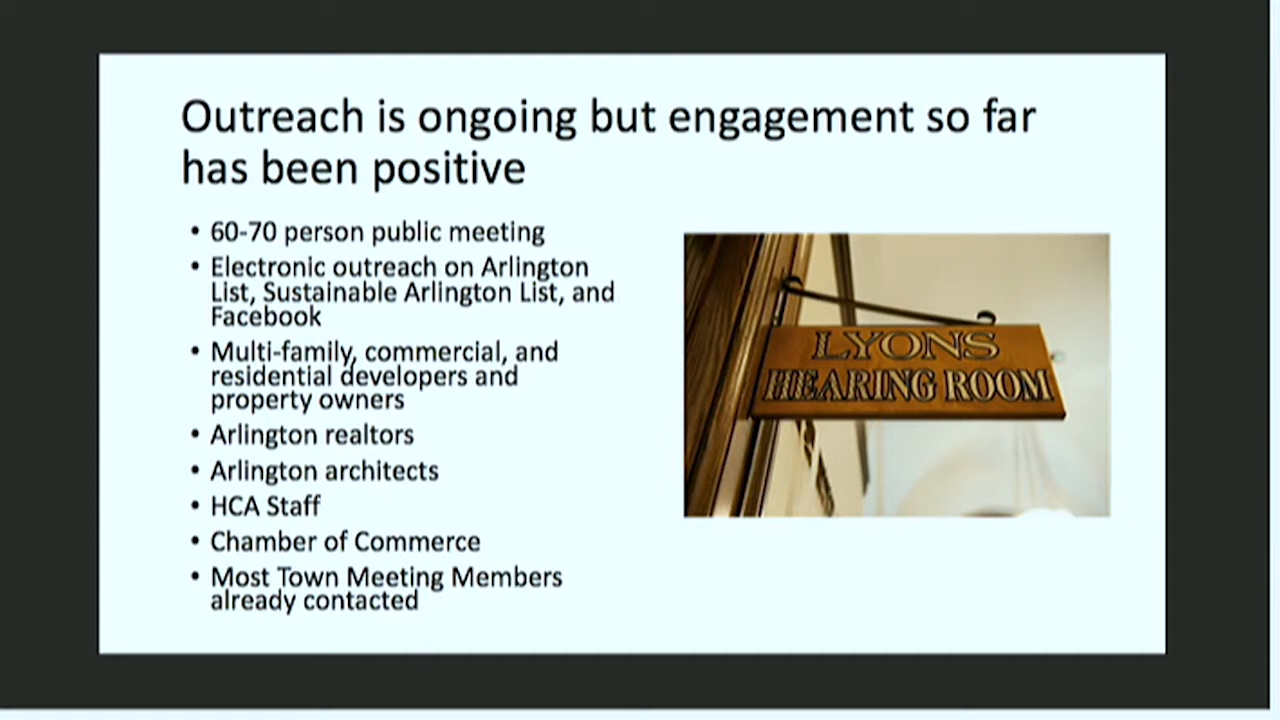 Outreach is ongoing but engagement so far
has been positive
• 60-70 person public meeting
• Electronic outreach on Arlington
List, Sustainable Arlington List, and
Facebook
• Multi-family, commercial, and
residential developers and
property owners
• Arlington realtors
• Arlington architects
• HCA Staff
• Chamber of Commerce
• Most Town Meeting Members
already contacted
LYONS
HEARING ROOM